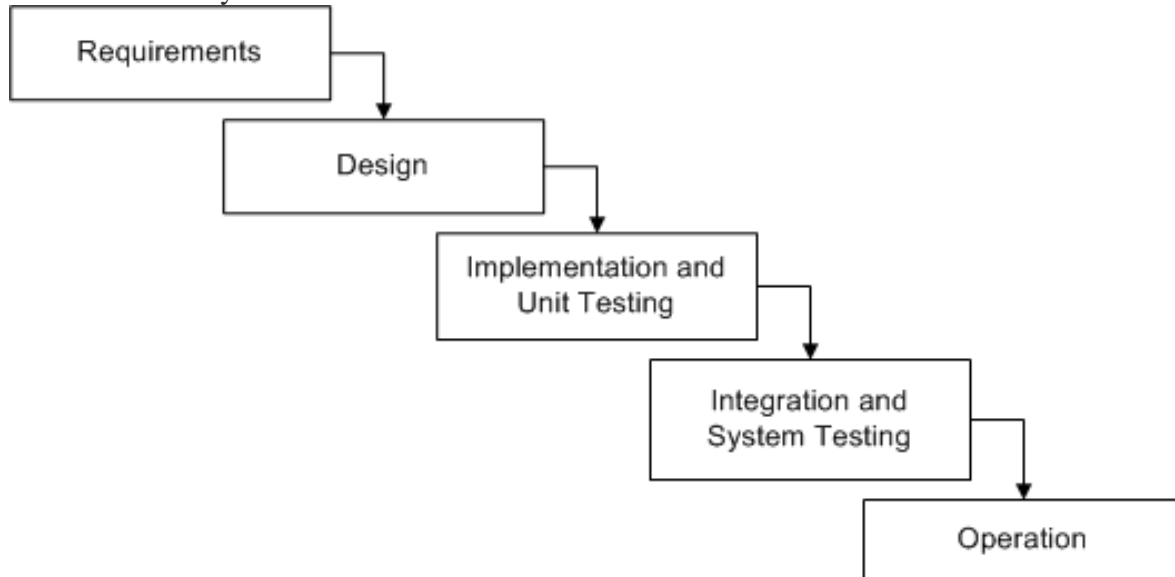 Requirements
Design
Implementation and
Unit Testing
Integration and
System Testing
Operation